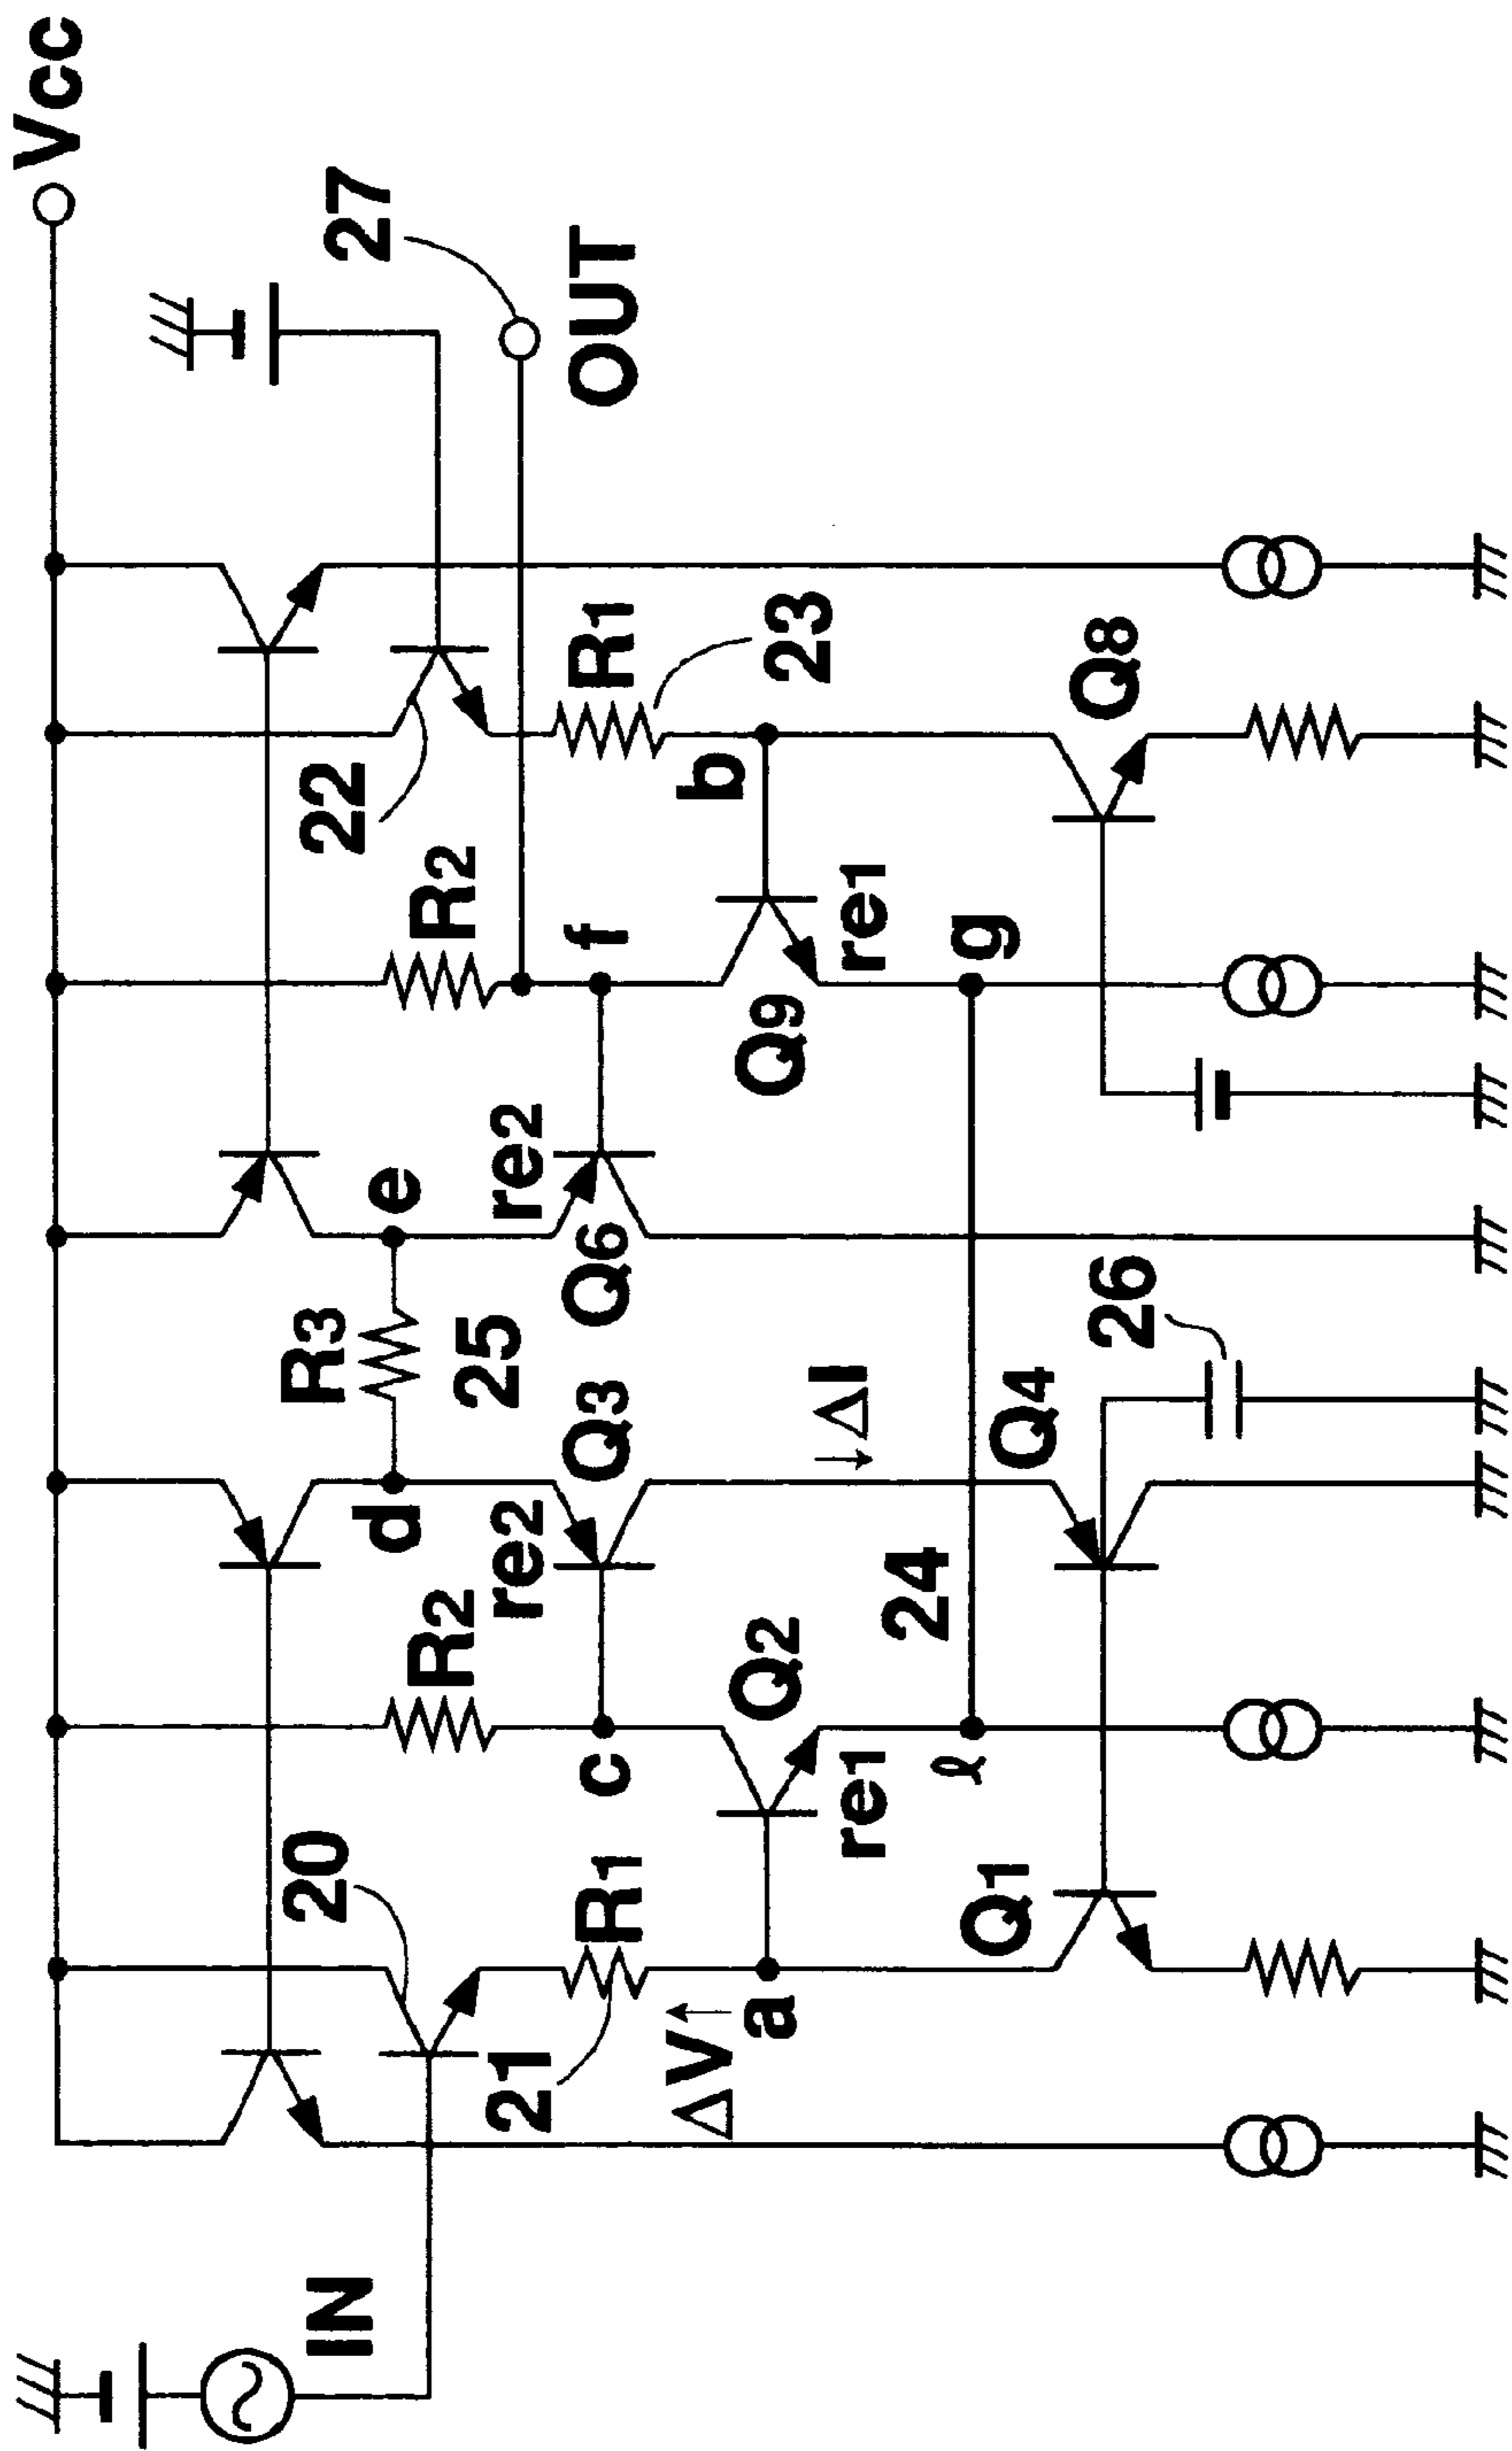 Vcc
IN
20
21
R1
ΔV
a
Q1
R2
c
Q2
re1
ℓ
24
d
re2
Q3
ΔI
Q4
R3
25
26
e
re2
Q6
R2
f
Q9
re1
g
22
R1
23
b
Q8
27
OUT